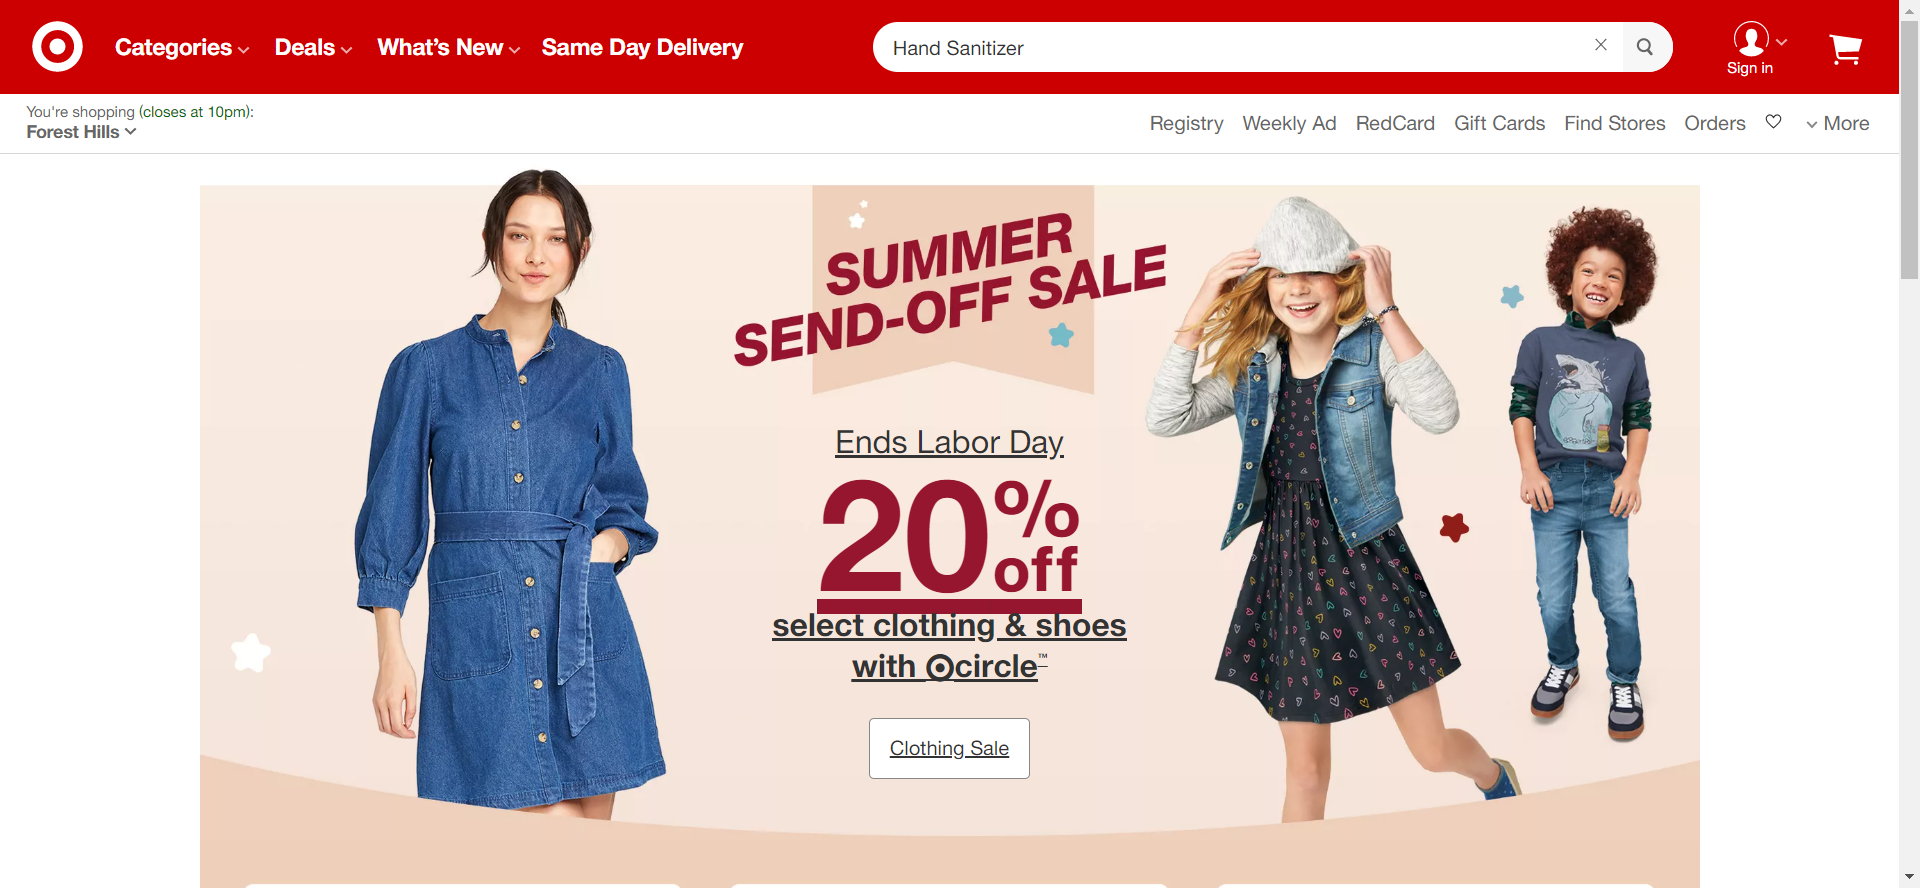 Categories
Deals
What's New
Same Day Delivery
Hand Sanitizer
Sign in
You're shopping (closes at 10pm):
Forest Hills
Registry
Weekly Ad
RedCard
Gift Cards
Find Stores
Orders
More
SUMMER
SEND-OFF SALE
Ends Labor Day
20% off
select clothing & shoes
with circle™
Clothing Sale